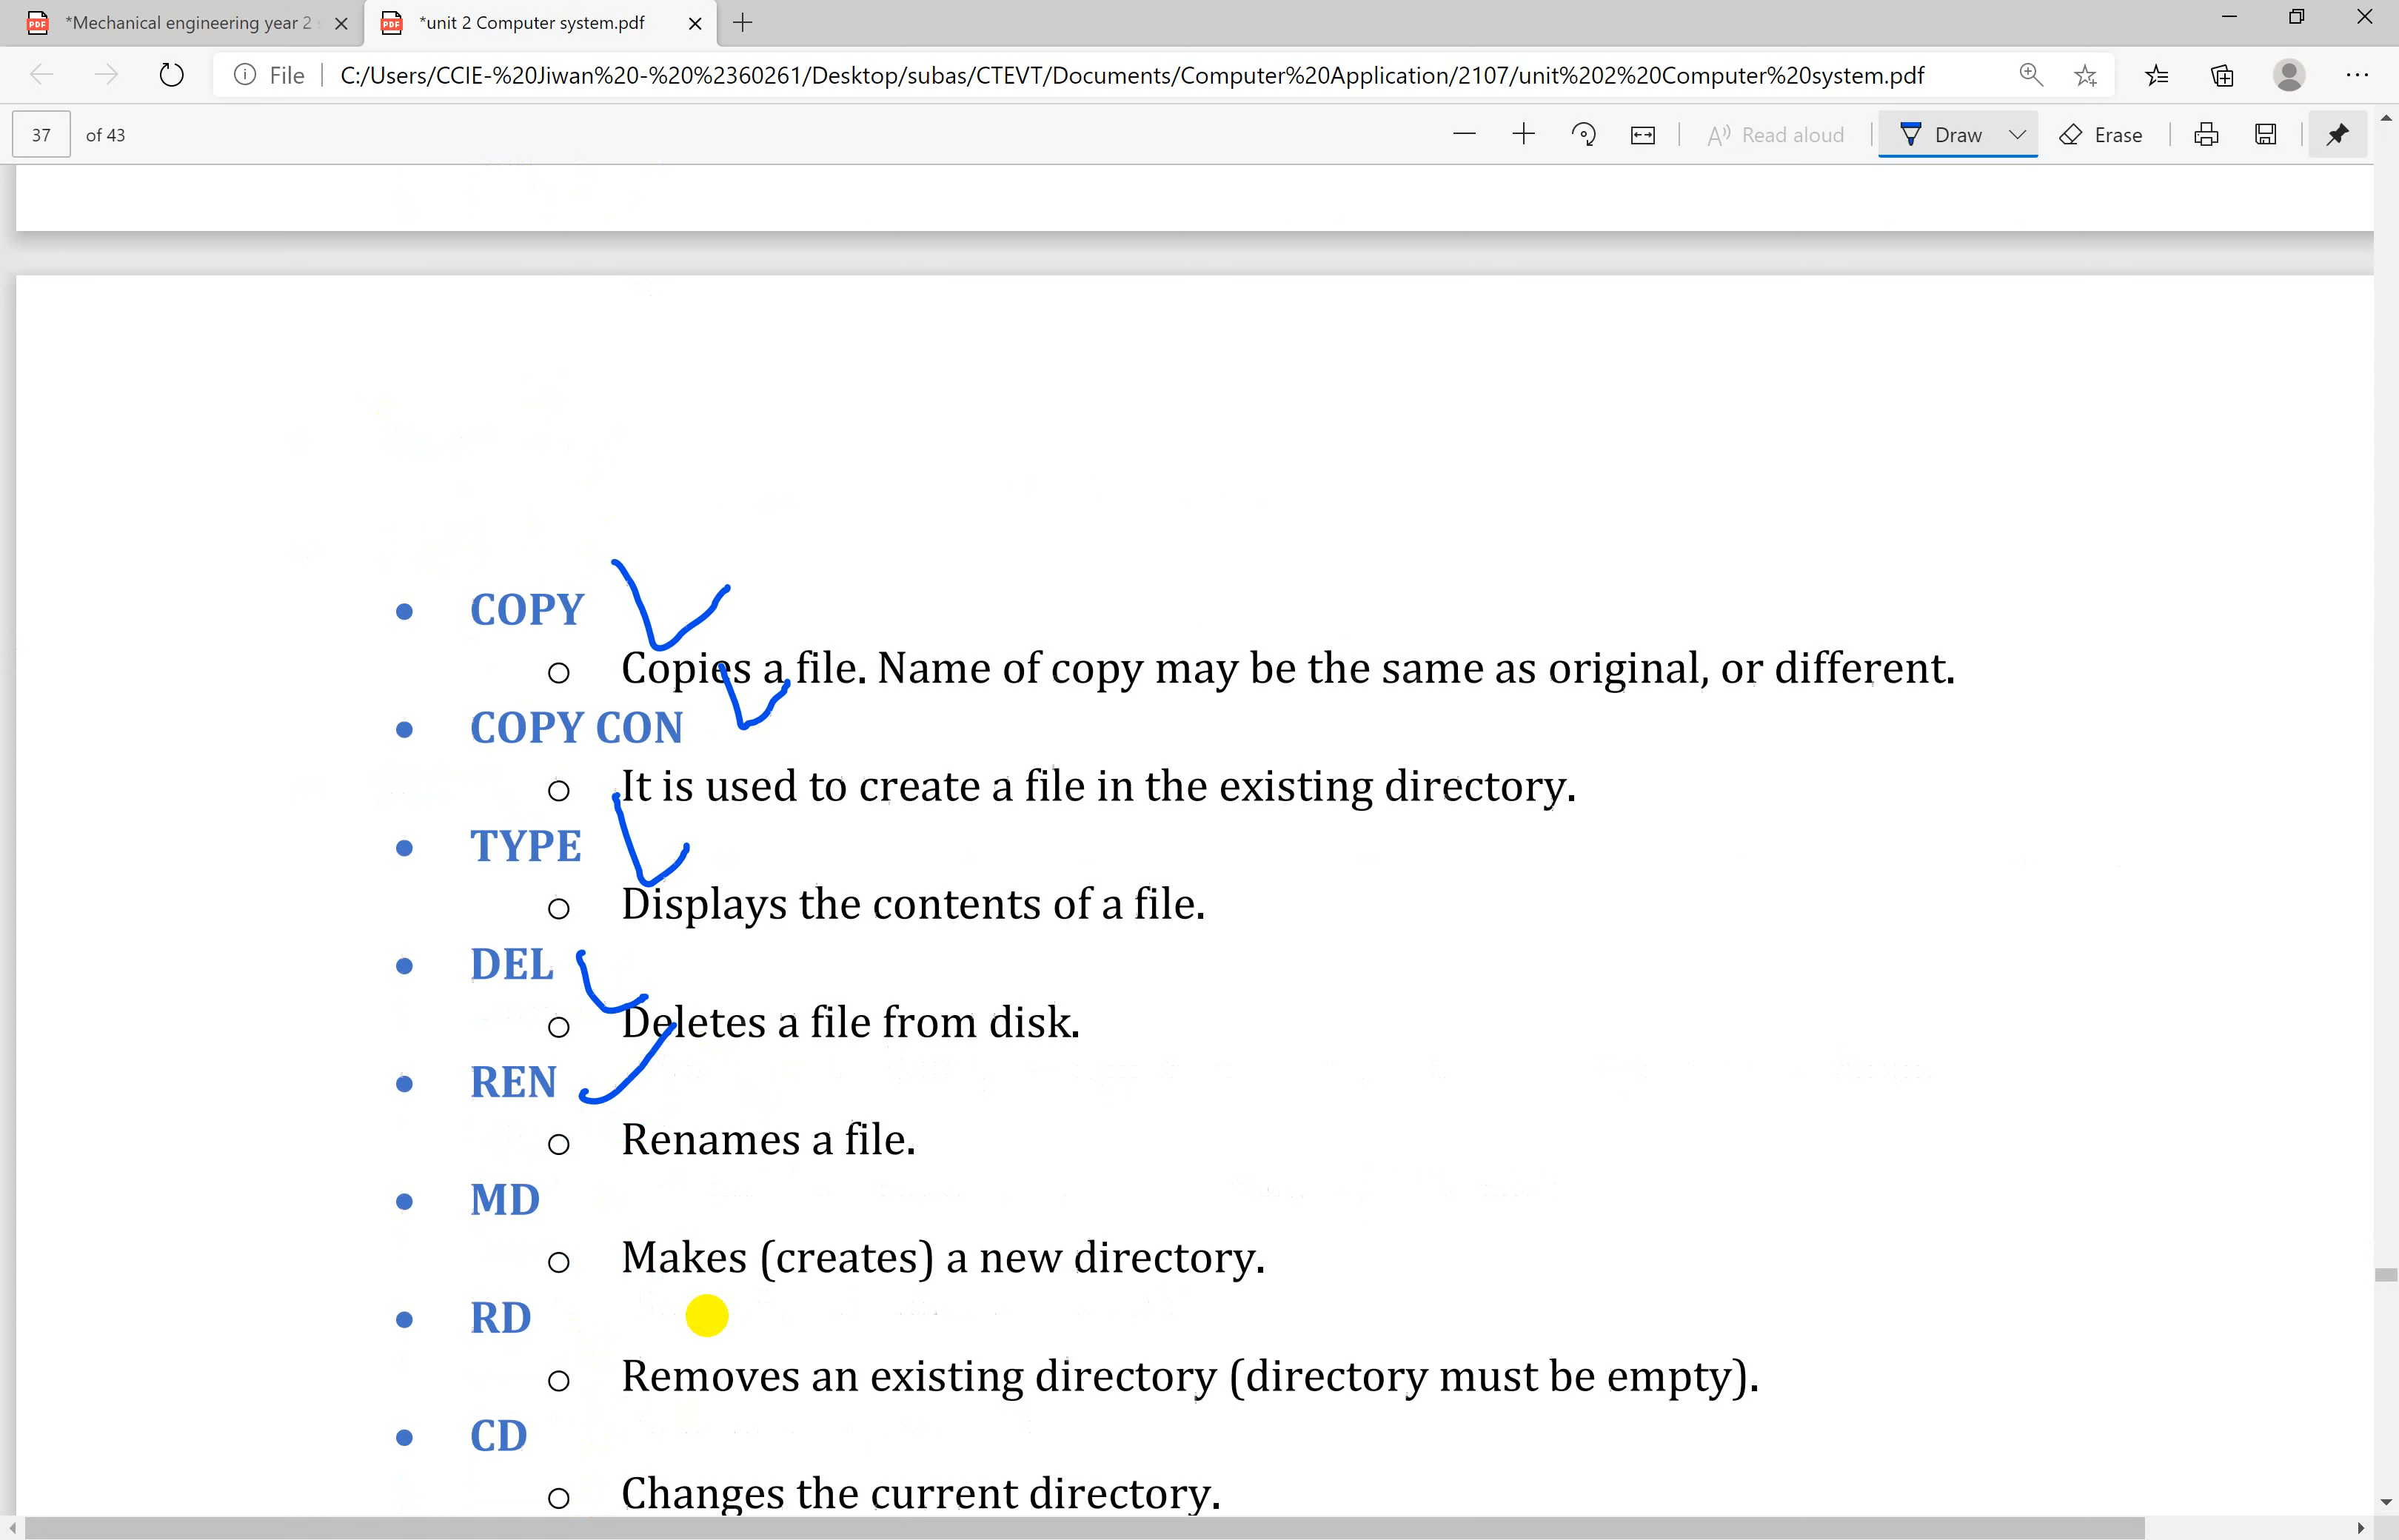 *Mechanical engineering year 2
*unit 2 Computer system.pdf
File
C:/Users/CCIE-%20Jiwan%20-%20%2360261/Desktop/subas/CTEVT/Documents/Computer%20Application/2107/unit%202%20Computer%20system.pdf
37 of 43
Read aloud
Draw
Erase
• COPY
o Copies a file. Name of copy may be the same as original, or different.
• COPY CON
o It is used to create a file in the existing directory.
• TYPE
o Displays the contents of a file.
• DEL
o Deletes a file from disk.
• REN
o Renames a file.
• MD
o Makes (creates) a new directory.
• RD
o Removes an existing directory (directory must be empty).
• CD
o Changes the current directory.